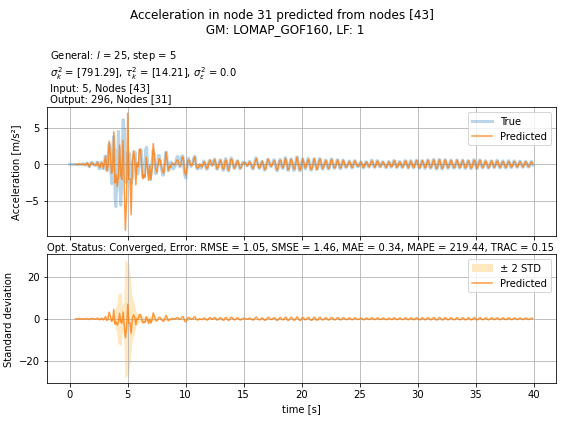 Acceleration in node 31 predicted from nodes [43]
GM: LOMAP_GOF160, LF: 1
General: l = 25, step = 5
σ²ₖ = [791.29], τ²ₖ = [14.21], σ²ε = 0.0
Input: 5, Nodes [43]
Output: 296, Nodes [31]
True
Predicted
Acceleration [m/s²]
5
0
−5
Opt. Status: Converged, Error: RMSE = 1.05, SMSE = 1.46, MAE = 0.34, MAPE = 219.44, TRAC = 0.15
± 2 STD
Predicted
Standard deviation
20
0
−20
0 5 10 15 20 25 30 35 40
time [s]